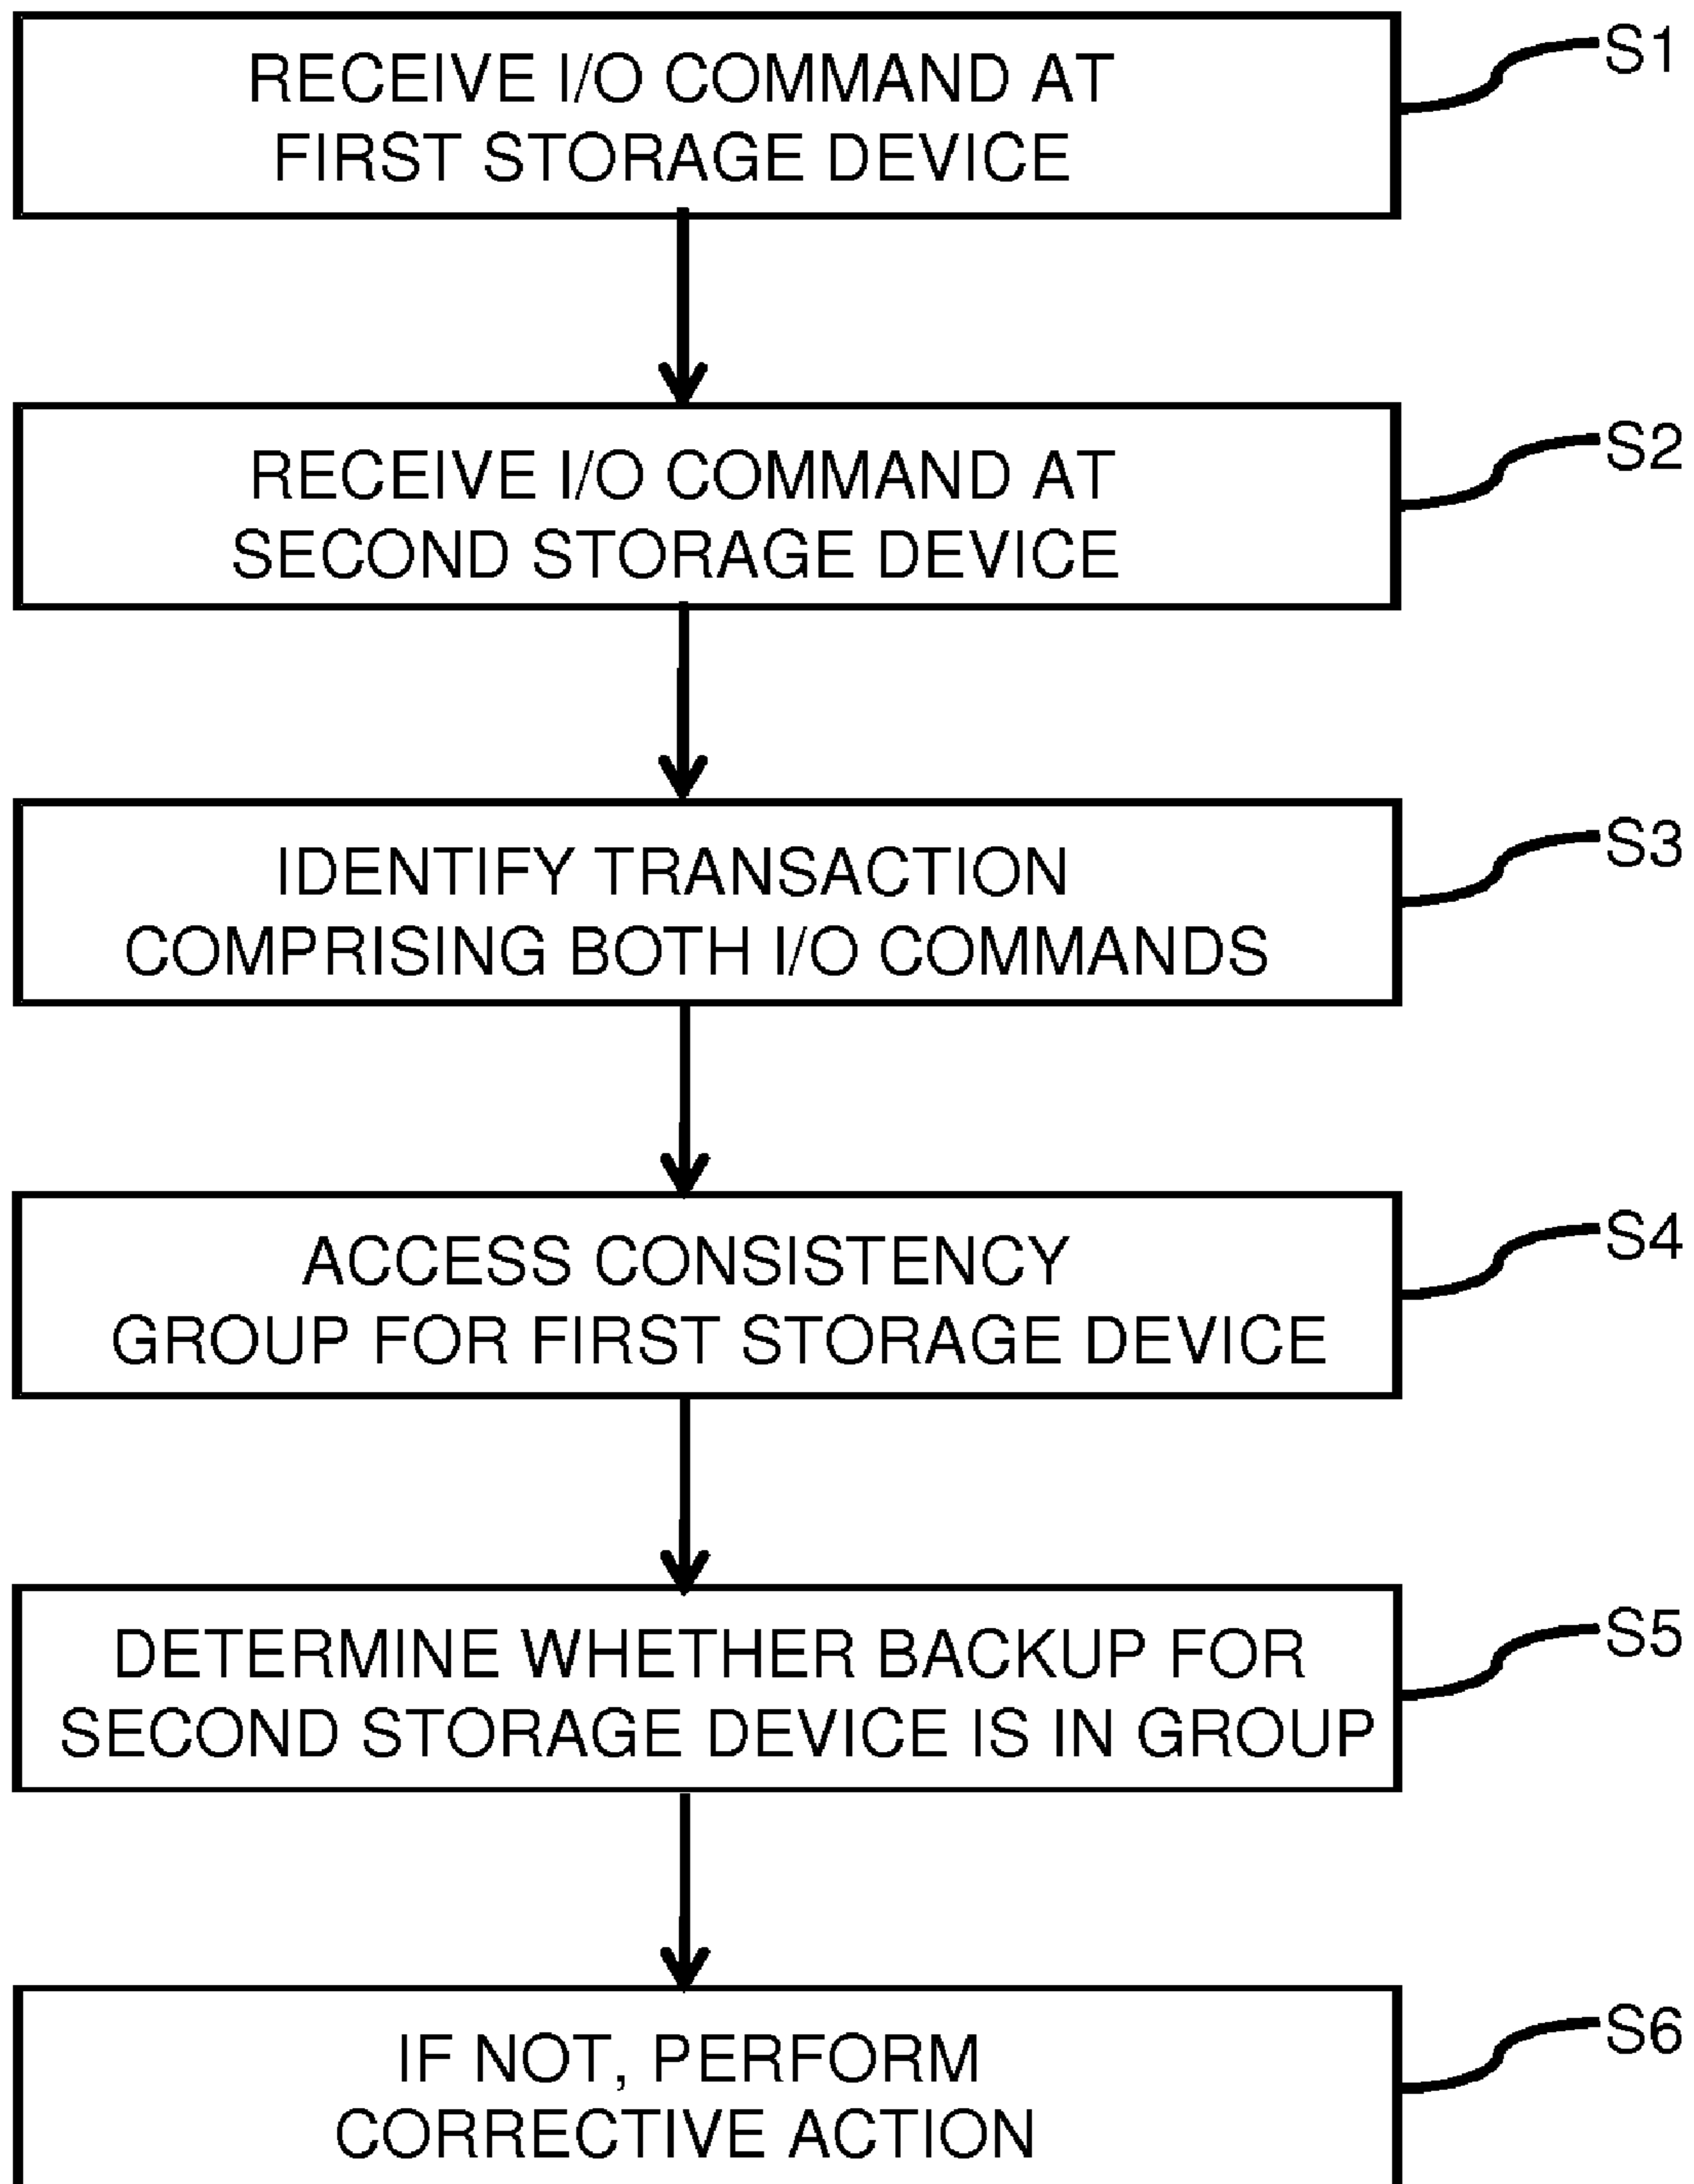 RECEIVE I/O COMMAND AT
FIRST STORAGE DEVICE
S1
RECEIVE I/O COMMAND AT
SECOND STORAGE DEVICE
S2
IDENTIFY TRANSACTION
COMPRISING BOTH I/O COMMANDS
S3
ACCESS CONSISTENCY
GROUP FOR FIRST STORAGE DEVICE
S4
DETERMINE WHETHER BACKUP FOR
SECOND STORAGE DEVICE IS IN GROUP
S5
IF NOT, PERFORM
CORRECTIVE ACTION
S6